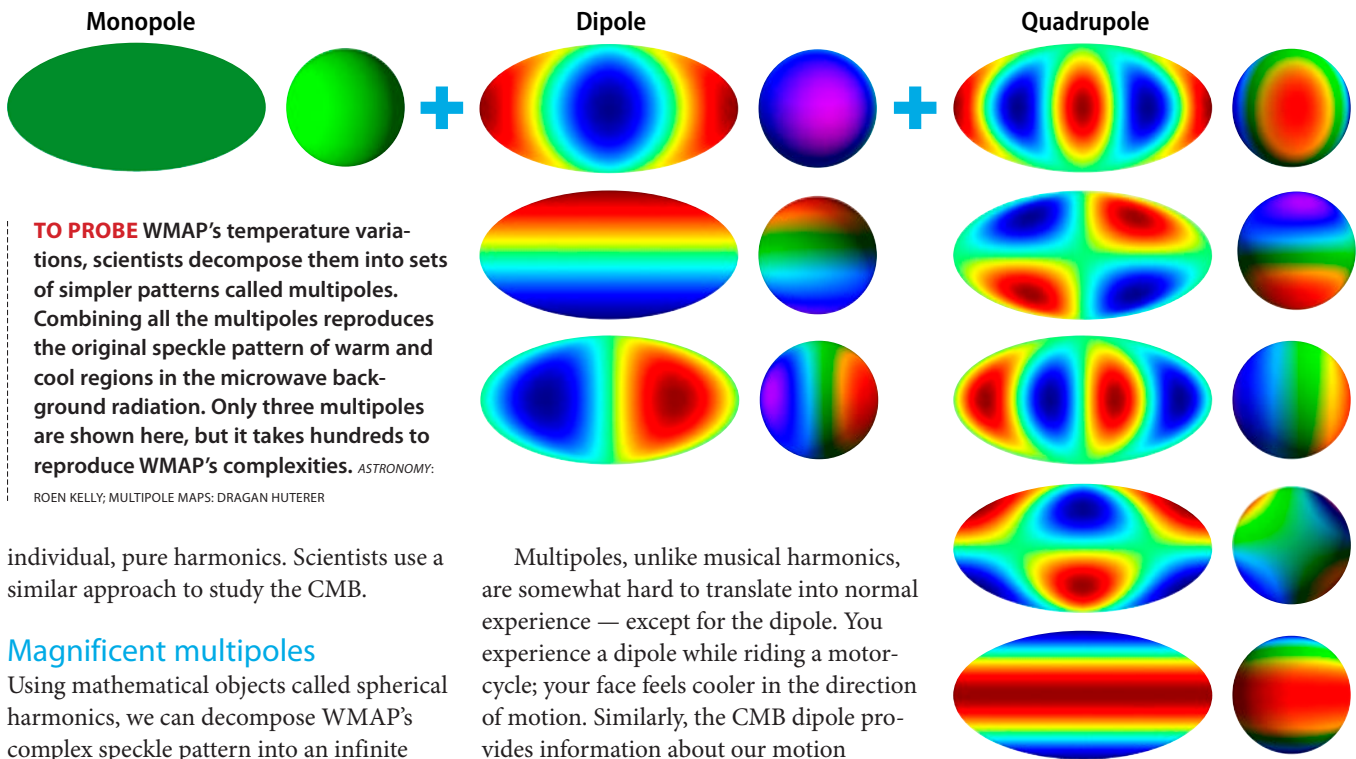 Monopole
Dipole
Quadrupole
TO PROBE WMAP’s temperature varia-
tions, scientists decompose them into sets
of simpler patterns called multipoles.
Combining all the multipoles reproduces
the original speckle pattern of warm and
cool regions in the microwave back-
ground radiation. Only three multipoles
are shown here, but it takes hundreds to
reproduce WMAP’s complexities. ASTRONOMY:
ROEN KELLY; MULTIPOLE MAPS: DRAGAN HUTERER
individual, pure harmonics. Scientists use a
similar approach to study the CMB.
Magnificent multipoles
Using mathematical objects called spherical
harmonics, we can decompose WMAP’s
complex speckle pattern into an infinite
Multipoles, unlike musical harmonics,
are somewhat hard to translate into normal
experience — except for the dipole. You
experience a dipole while riding a motor-
cycle; your face feels cooler in the direction
of motion. Similarly, the CMB dipole pro-
vides information about our motion